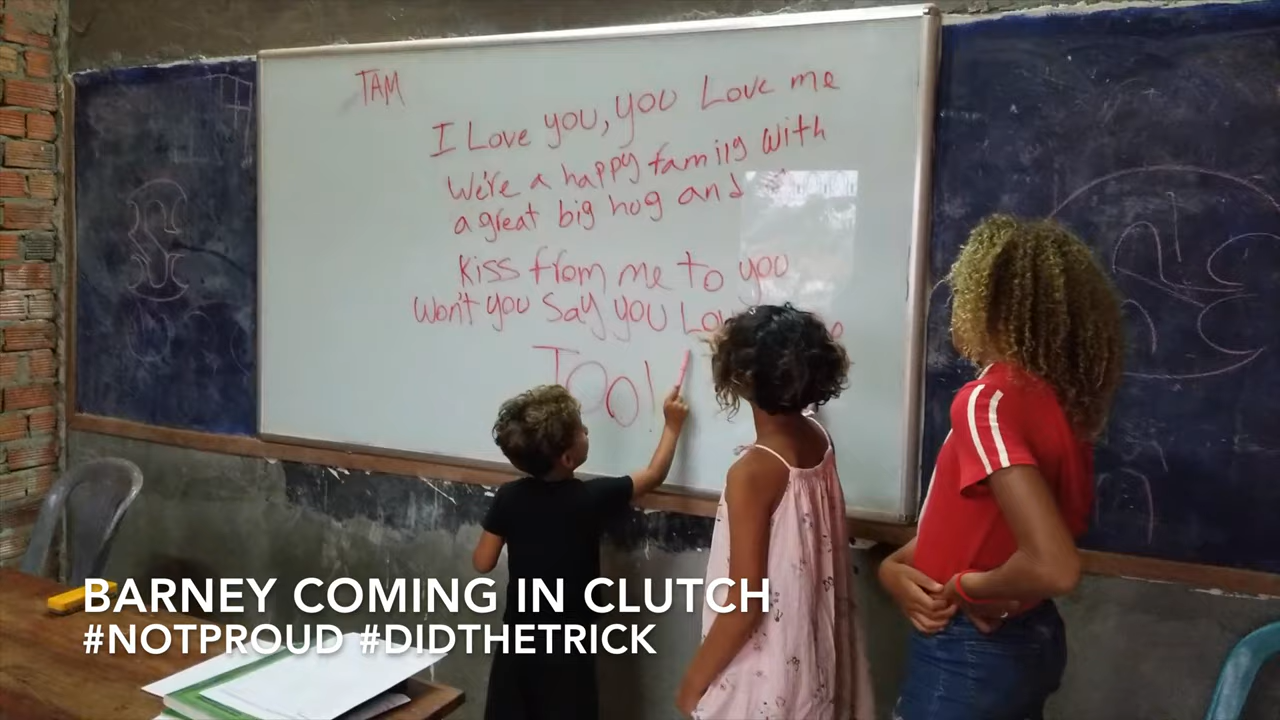 TAM
I Love you, you Love me
We're a happy family with
a great big hug and
Kiss from me to you
Won't you say you
TOO!
BARNEY COMING IN CLUTCH
#NOTPROUD #DIDTHETRICK